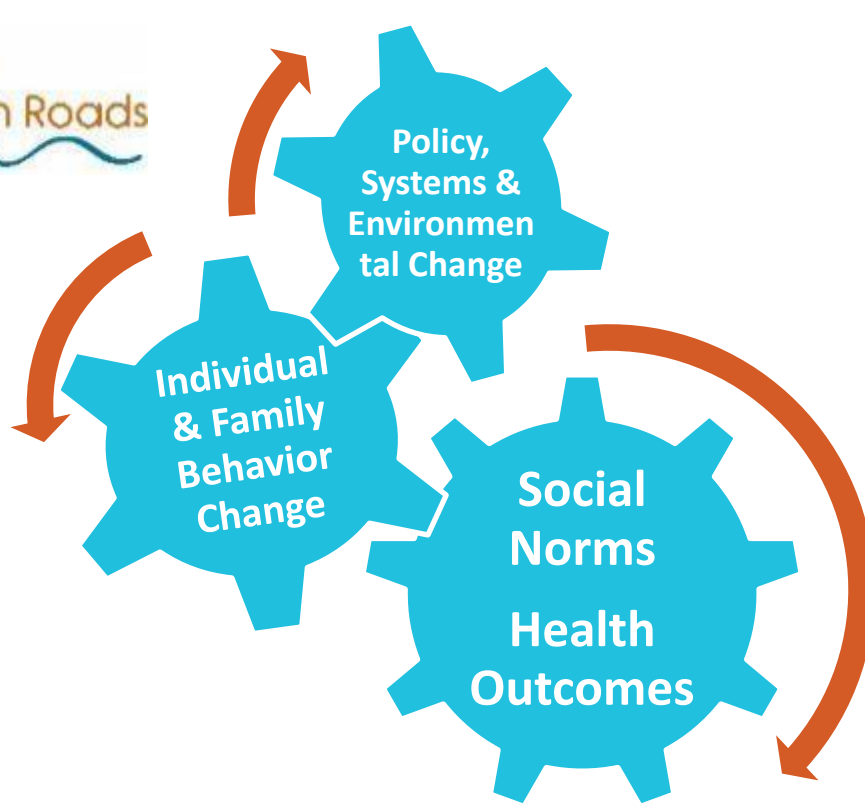 Roads
Policy,
Systems &
Environmen
tal Change
Individual
& Family
Behavior
Change
Social
Norms
Health
Outcomes